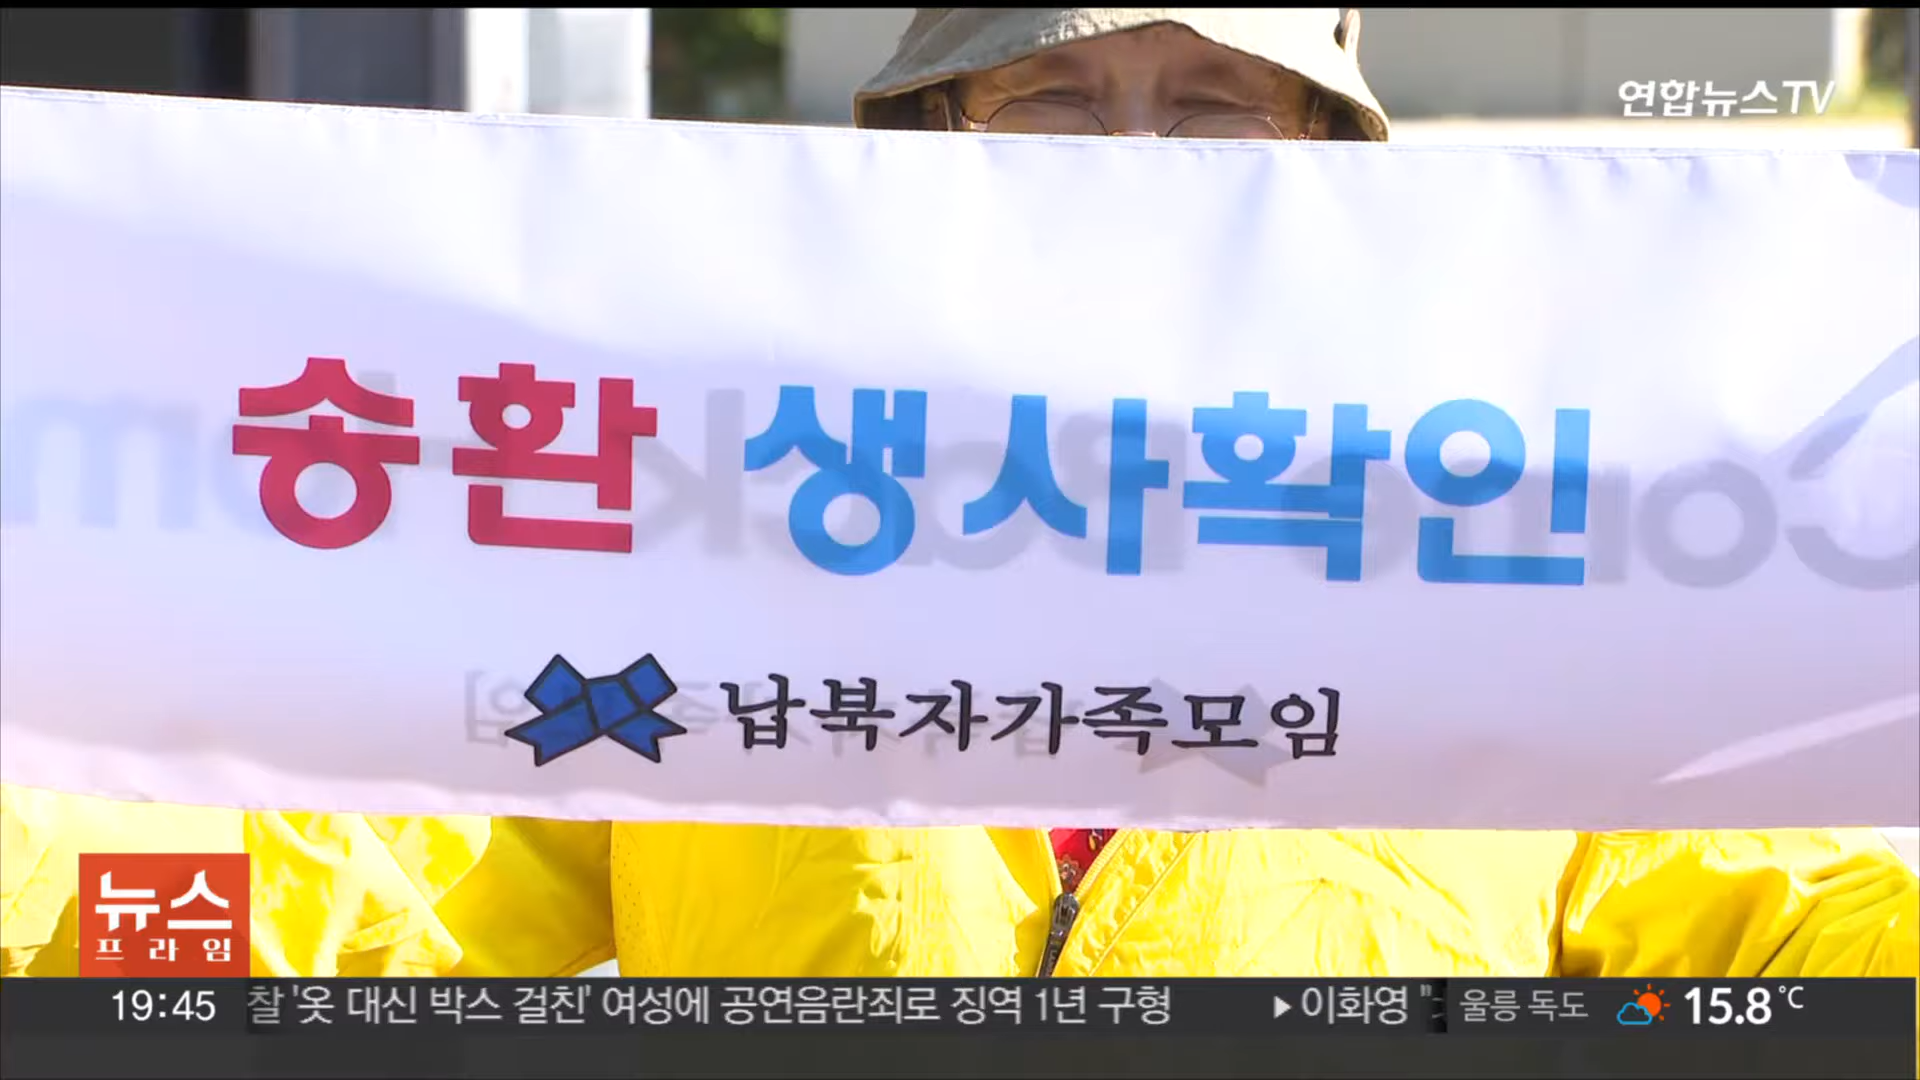 연합뉴스TV
송환 생사확인
납북자가족모임
뉴스
프라임
19:45 찰 '옷 대신 박스 걸친' 여성에 공연음란죄로 징역 1년 구형 ▶이화영 " 울릉 독도 15.8℃